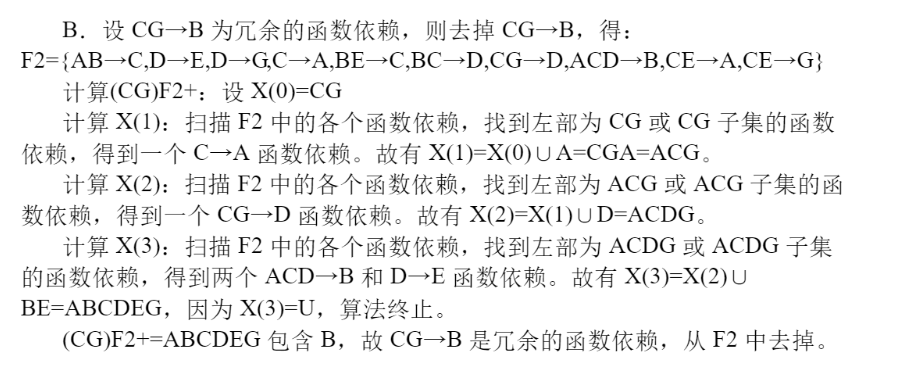 B．设 CG→B 为冗余的函数依赖，则去掉 CG→B，得：
F2={AB→C,D→E,D→G,C→A,BE→C,BC→D,CG→D,ACD→B,CE→A,CE→G}
计算(CG)F2+：设 X(0)=CG
计算 X(1)：扫描 F2 中的各个函数依赖，找到左部为 CG 或 CG 子集的函数
依赖，得到一个 C→A 函数依赖。故有 X(1)=X(0)∪A=CGA=ACG。
计算 X(2)：扫描 F2 中的各个函数依赖，找到左部为 ACG 或 ACG 子集的函
数依赖，得到一个 CG→D 函数依赖。故有 X(2)=X(1)∪D=ACDG。
计算 X(3)：扫描 F2 中的各个函数依赖，找到左部为 ACDG 或 ACDG 子集
的函数依赖，得到两个 ACD→B 和 D→E 函数依赖。故有 X(3)=X(2)∪
BE=ABCDEG，因为 X(3)=U，算法终止。
(CG)F2+=ABCDEG 包含 B，故 CG→B 是冗余的函数依赖，从 F2 中去掉。